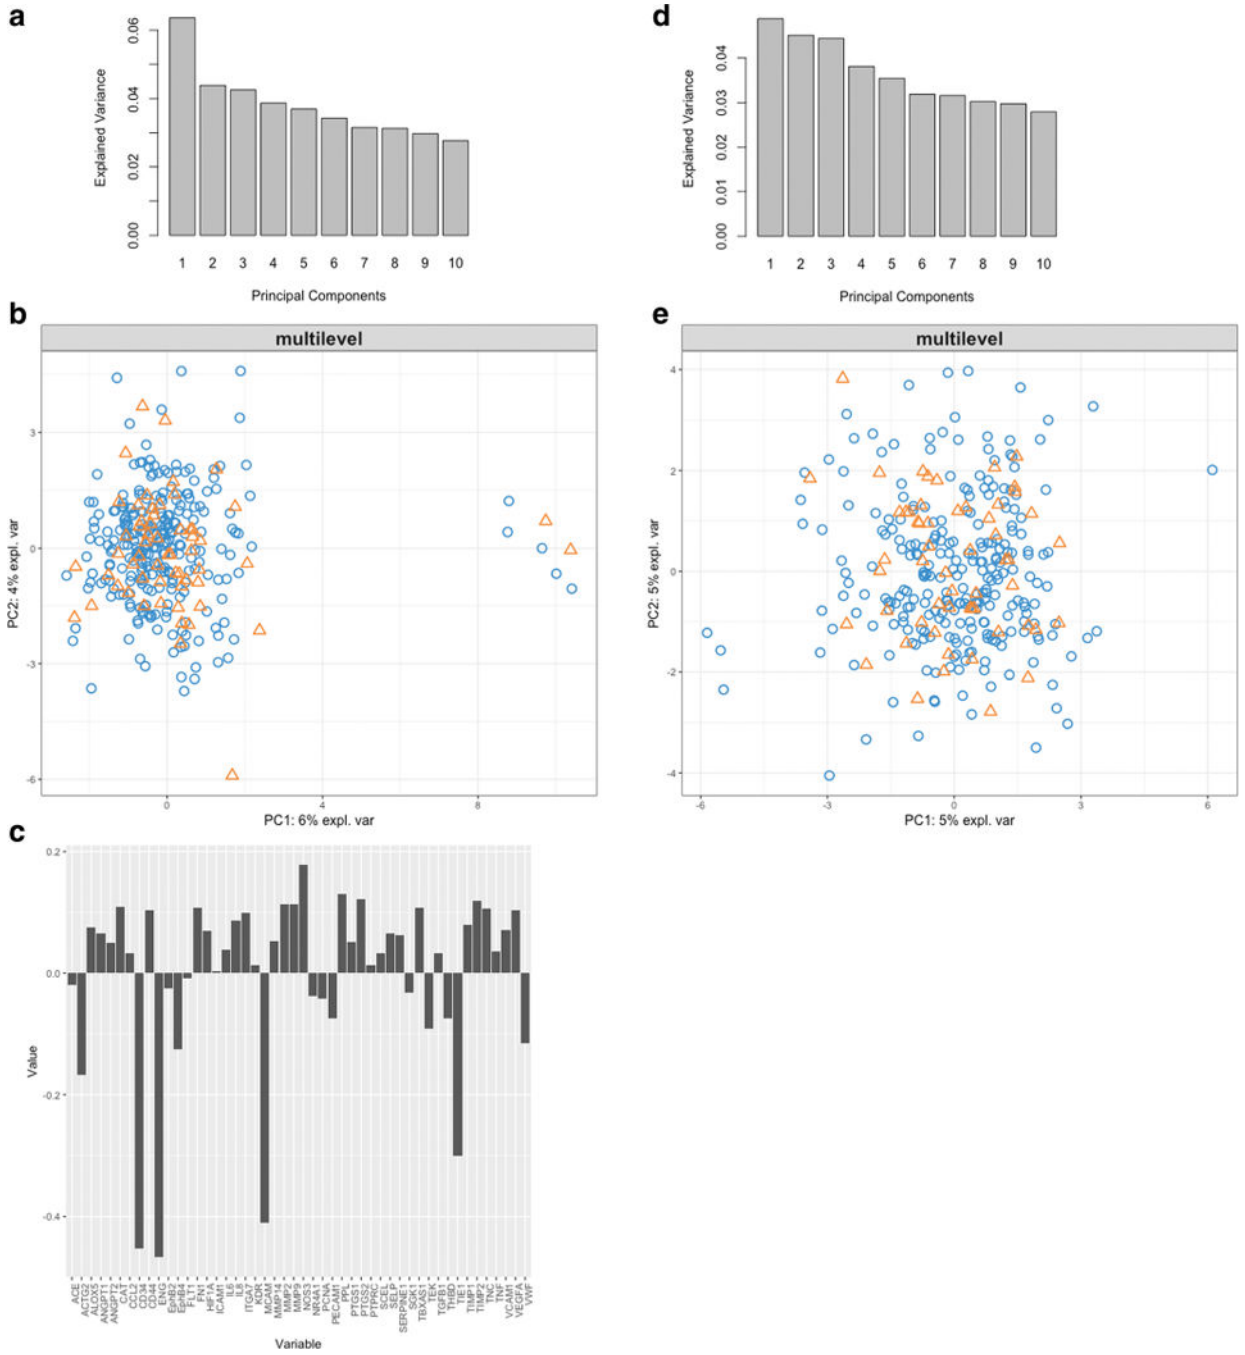 a
0.06
0.04
0.02
0.00
Explained Variance
1 2 3 4 5 6 7 8 9 10
Principal Components
d
0.04
0.03
0.02
0.01
0.00
Explained Variance
1 2 3 4 5 6 7 8 9 10
Principal Components
b
multilevel
3
0
-3
-6
PC2: 4% expl. var
0 4 8
PC1: 6% expl. var
e
multilevel
4
2
0
-2
-4
PC2: 5% expl. var
-6 -3 0 3 6
PC1: 5% expl. var
c
0.2
0.0
-0.2
-0.4
Value
ACE
ACTG2
ALOX5
ANGPT1
ANGPT2
CAT
CCL2
CD34
CD44
ENG
EphB2
EphB4
FLT1
FN1
HIF1A
ICAM1
IL6
IL8
ITGA7
KDR
MCAM
MMP14
MMP2
MMP9
NOS3
NR4A1
PCNA
PECAM1
PPL
PTGS1
PTGS2
PTPRC
SCEL
SELP
SERPINE1
SGK1
TBXAS1
TEK
TGFB1
THBD
TIE1
TIMP1
TIMP2
TNC
TNF
VCAM1
VEGFA
VWF
Variable